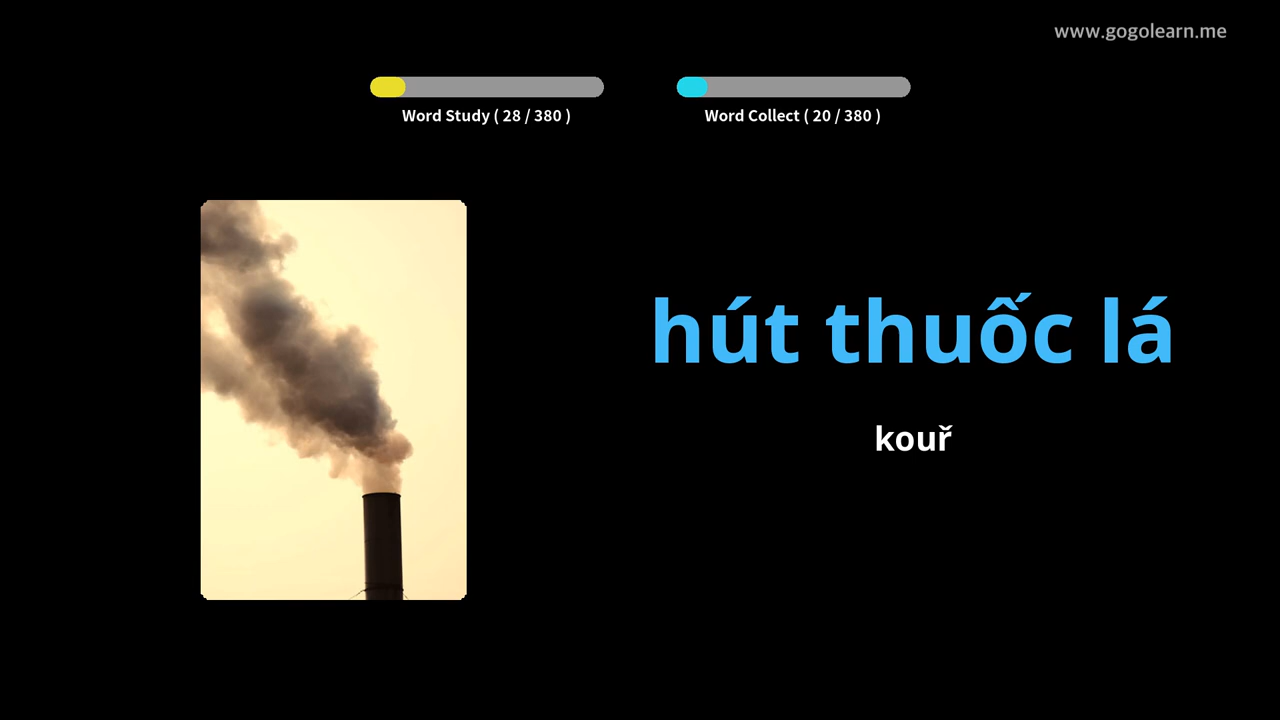 www.gogolearn.me
Word Study ( 28 / 380 )
Word Collect ( 20 / 380 )
hút thuốc lá
kouř